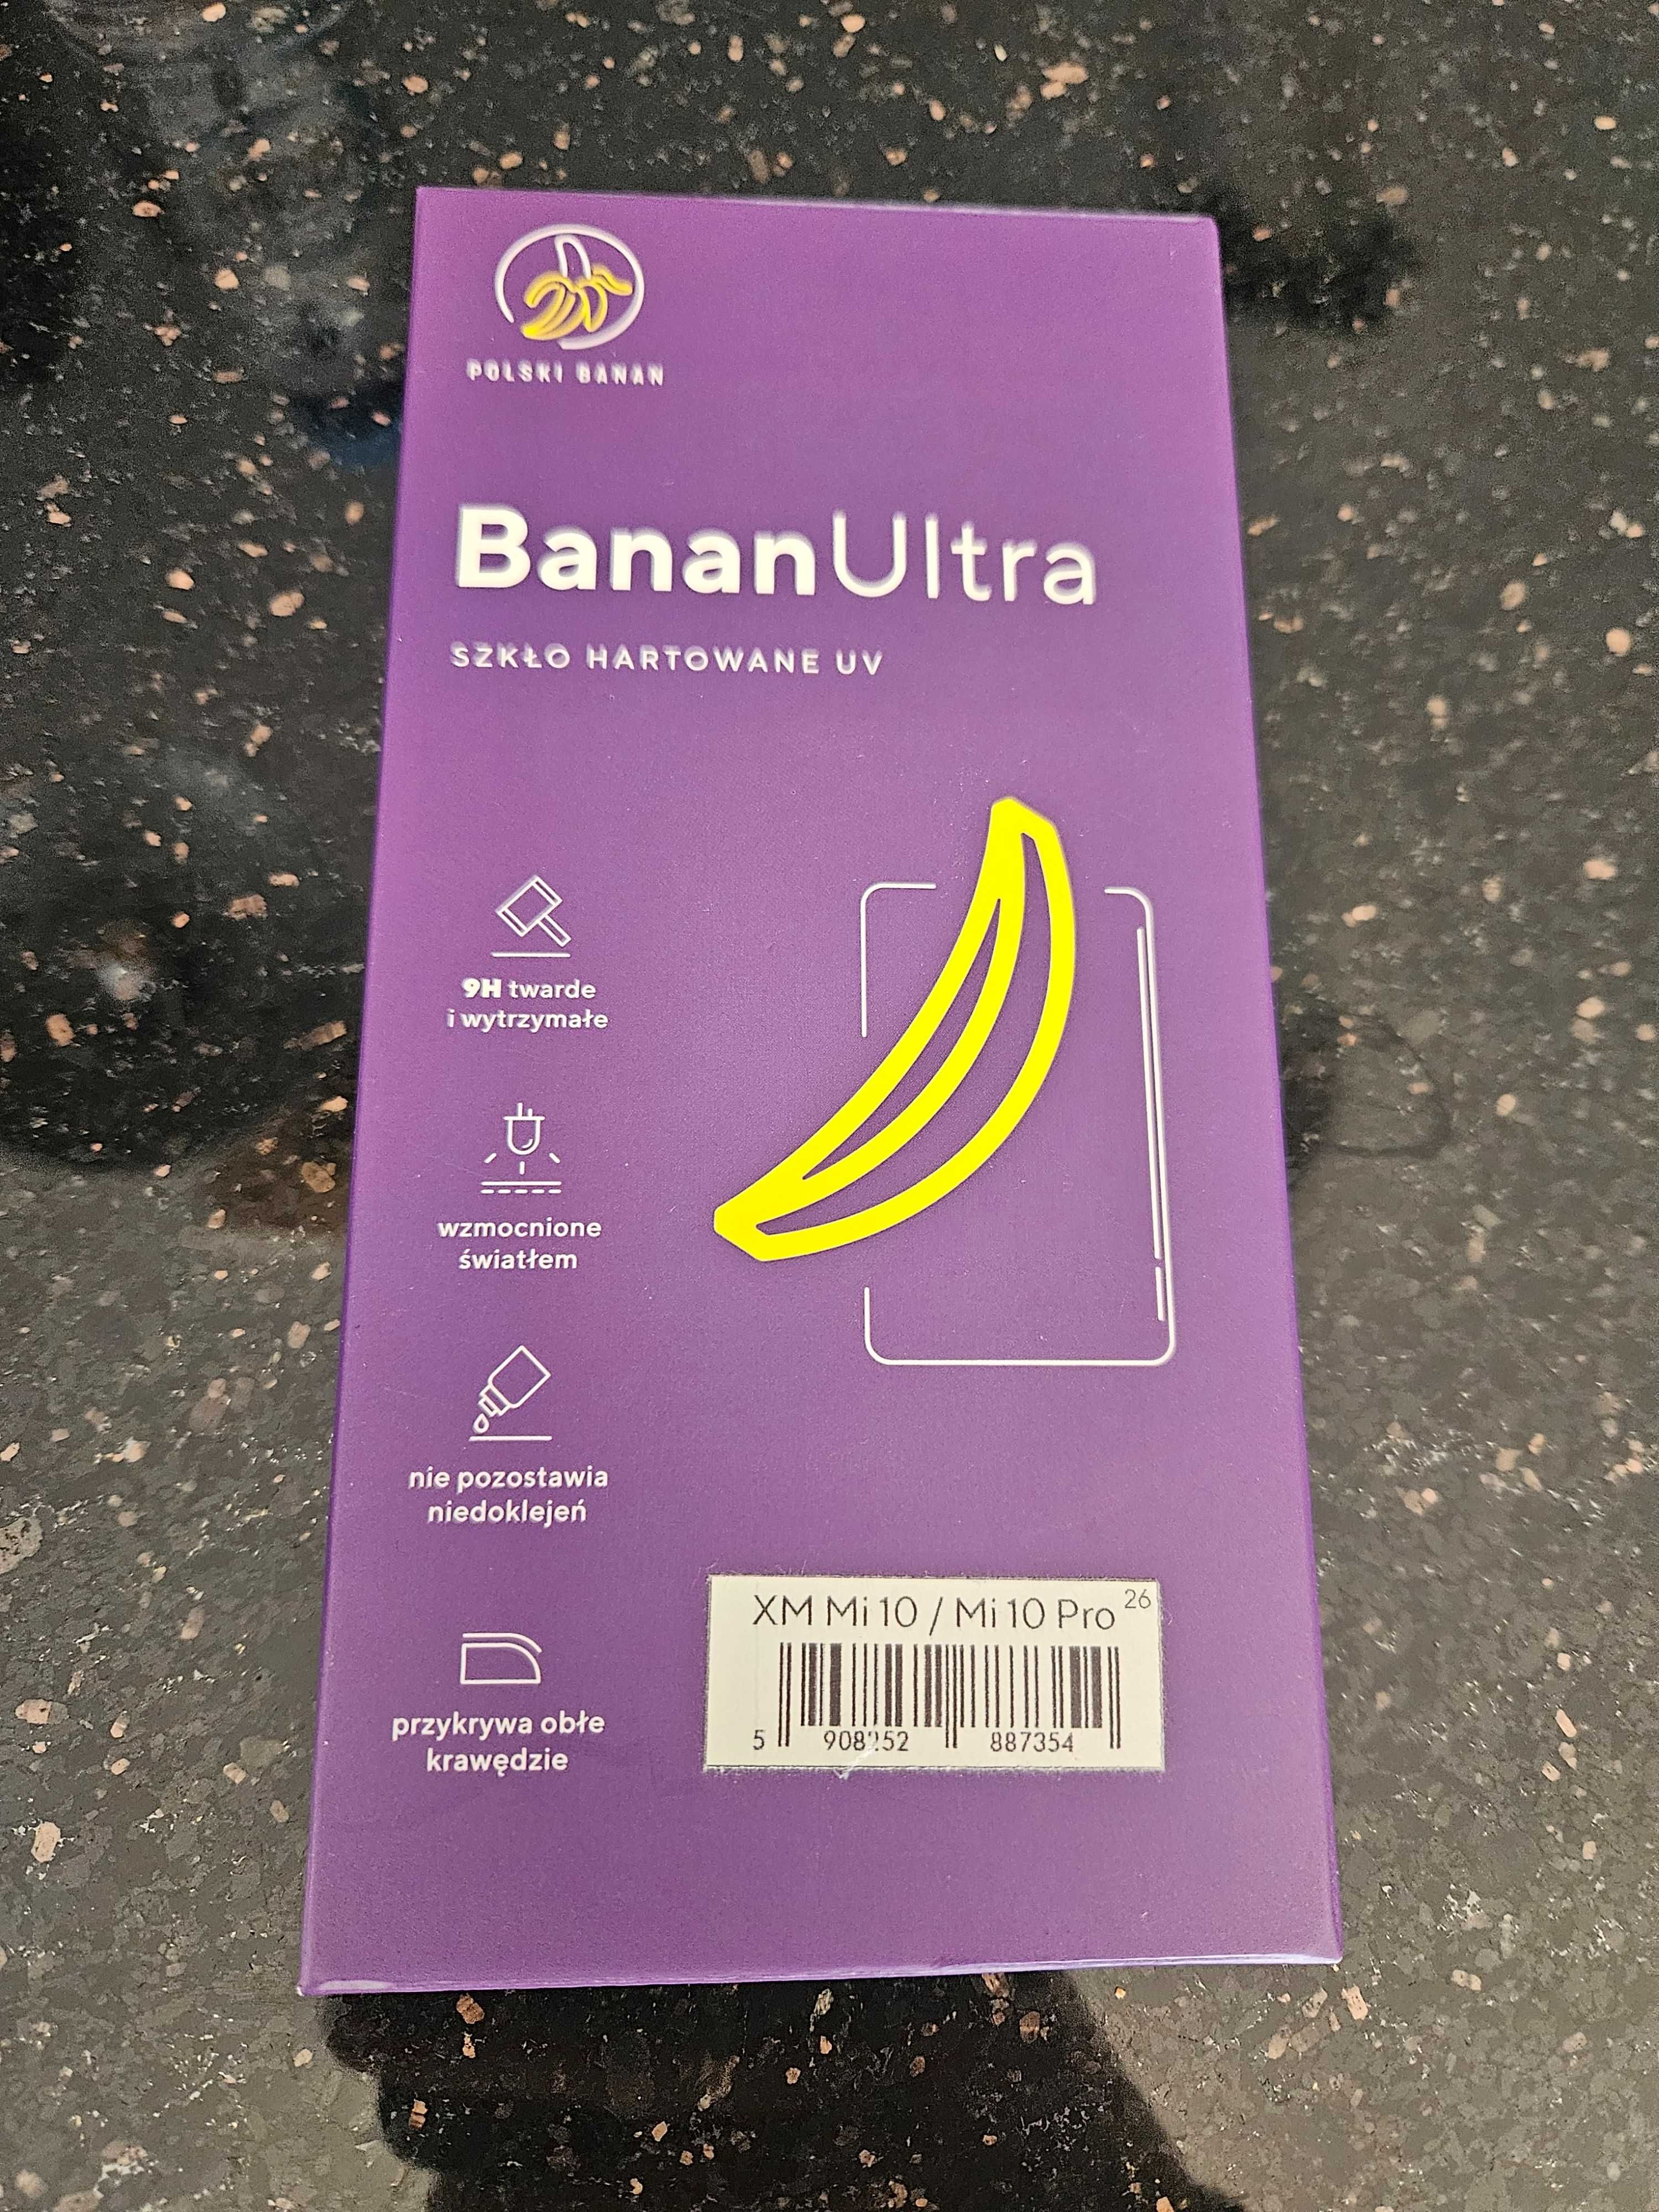 POLSKI BANAN
BananUltra
SZKŁO HARTOWANE UV
9H twarde
i wytrzymałe
wzmocnione
światłem
nie pozostawia
niedoklejeń
przykrywa obłe
krawędzie
XM Mi 10 / Mi 10 Pro 26
5 908252 887354